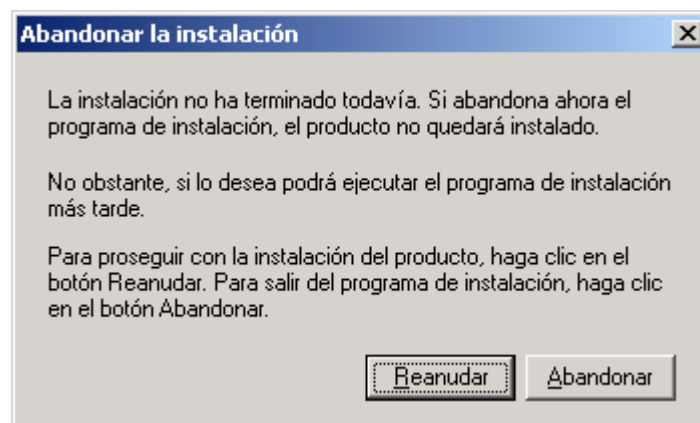 Abandonar la instalación
La instalación no ha terminado todavía. Si abandona ahora el
programa de instalación, el producto no quedará instalado.
No obstante, si lo desea podrá ejecutar el programa de instalación
más tarde.
Para proseguir con la instalación del producto, haga clic en el
botón Reanudar. Para salir del programa de instalación, haga clic
en el botón Abandonar.
Reanudar Abandonar